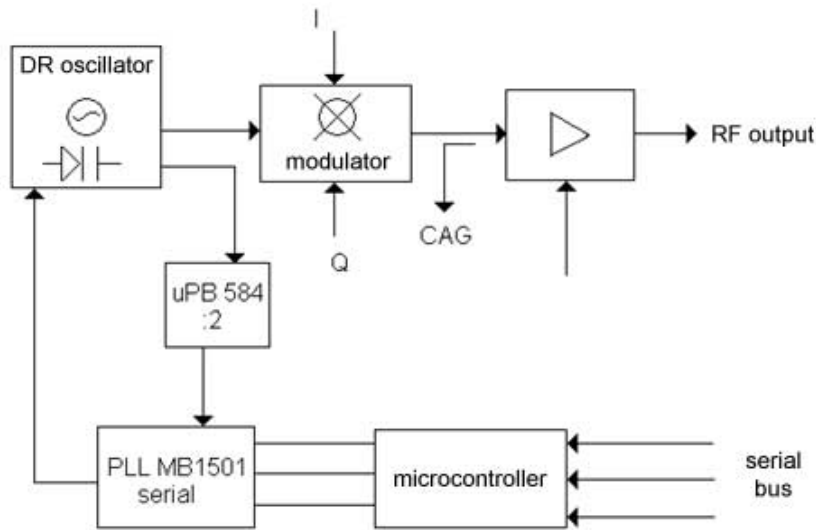 I
DR oscillator
modulator
RF output
CAG
Q
uPB 584
:2
PLL MB1501
serial
microcontroller
serial
bus